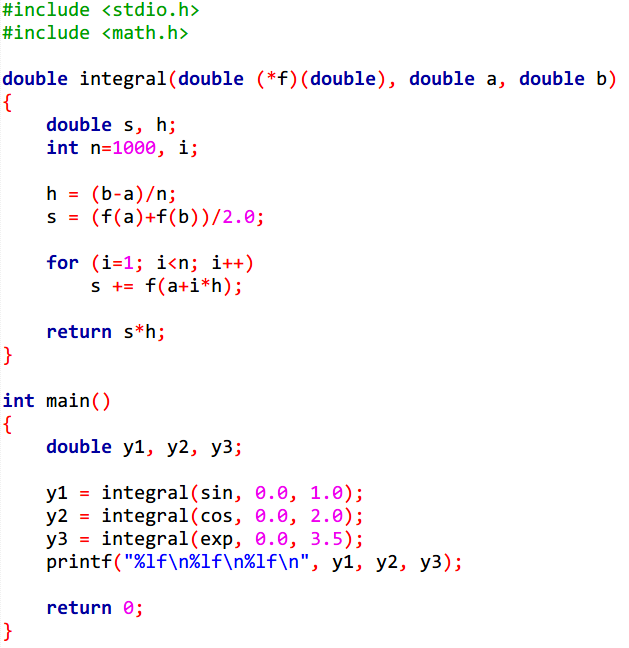 #include <stdio.h>
#include <math.h>
double integral(double (*f)(double), double a, double b)
{
    double s, h;
    int n=1000, i;
    h = (b-a)/n;
    s = (f(a)+f(b))/2.0;
    for (i=1; i<n; i++)
        s += f(a+i*h);
    return s*h;
}
int main()
{
    double y1, y2, y3;
    y1 = integral(sin, 0.0, 1.0);
    y2 = integral(cos, 0.0, 2.0);
    y3 = integral(exp, 0.0, 3.5);
    printf("%lf\n%lf\n%lf\n", y1, y2, y3);
    return 0;
}